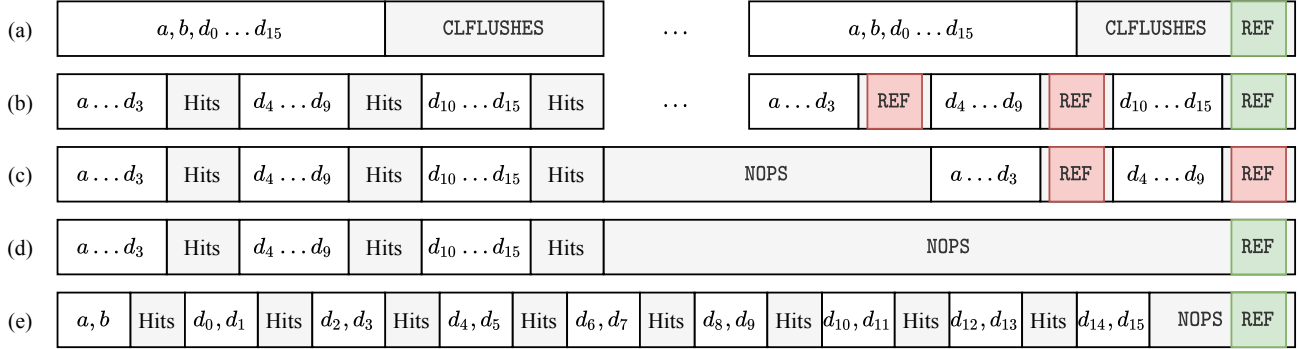 (a) a, b, d₀ … d₁₅ CLFLUSHES … a, b, d₀ … d₁₅ CLFLUSHES REF
(b) a … d₃ Hits d₄ … d₉ Hits d₁₀ … d₁₅ Hits … a … d₃ REF d₄ … d₉ REF d₁₀ … d₁₅ REF
(c) a … d₃ Hits d₄ … d₉ Hits d₁₀ … d₁₅ Hits NOPS a … d₃ REF d₄ … d₉ REF
(d) a … d₃ Hits d₄ … d₉ Hits d₁₀ … d₁₅ Hits NOPS REF
(e) a, b Hits d₀, d₁ Hits d₂, d₃ Hits d₄, d₅ Hits d₆, d₇ Hits d₈, d₉ Hits d₁₀, d₁₁ Hits d₁₂, d₁₃ Hits d₁₄, d₁₅ NOPS REF